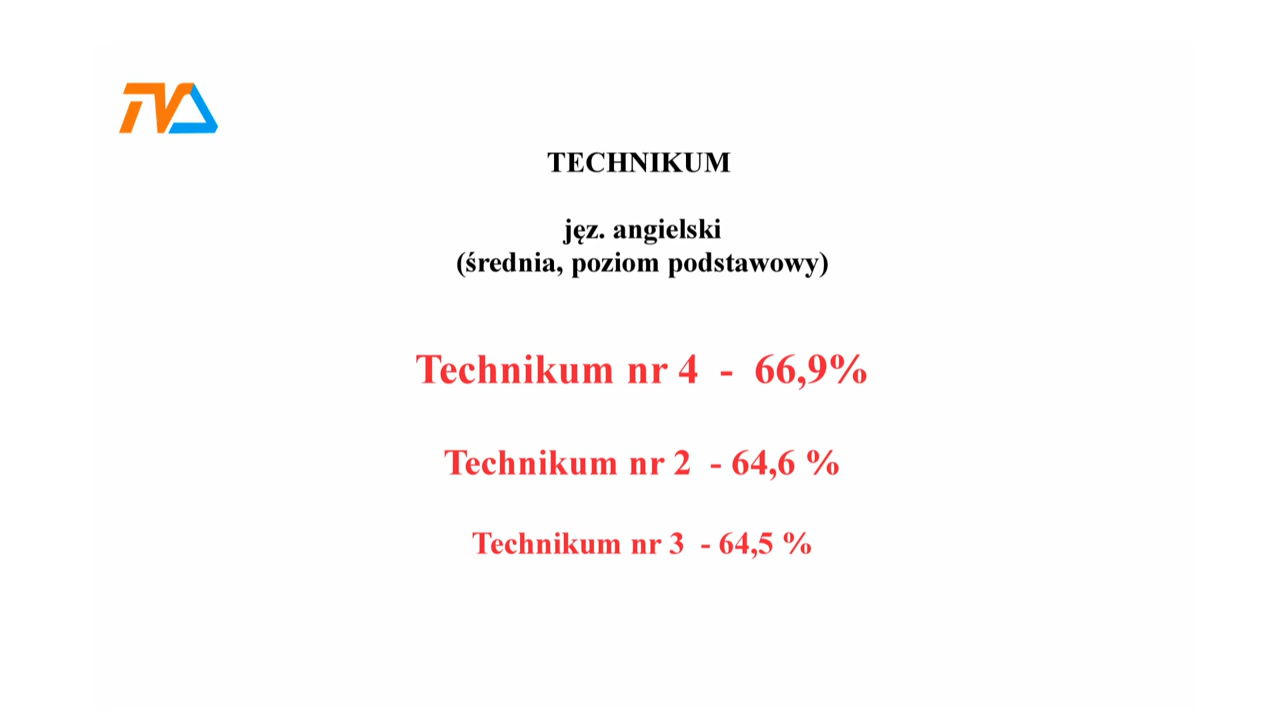 TVA
TECHNIKUM
jęz. angielski
(średnia, poziom podstawowy)
Technikum nr 4 - 66,9%
Technikum nr 2 - 64,6 %
Technikum nr 3 - 64,5 %